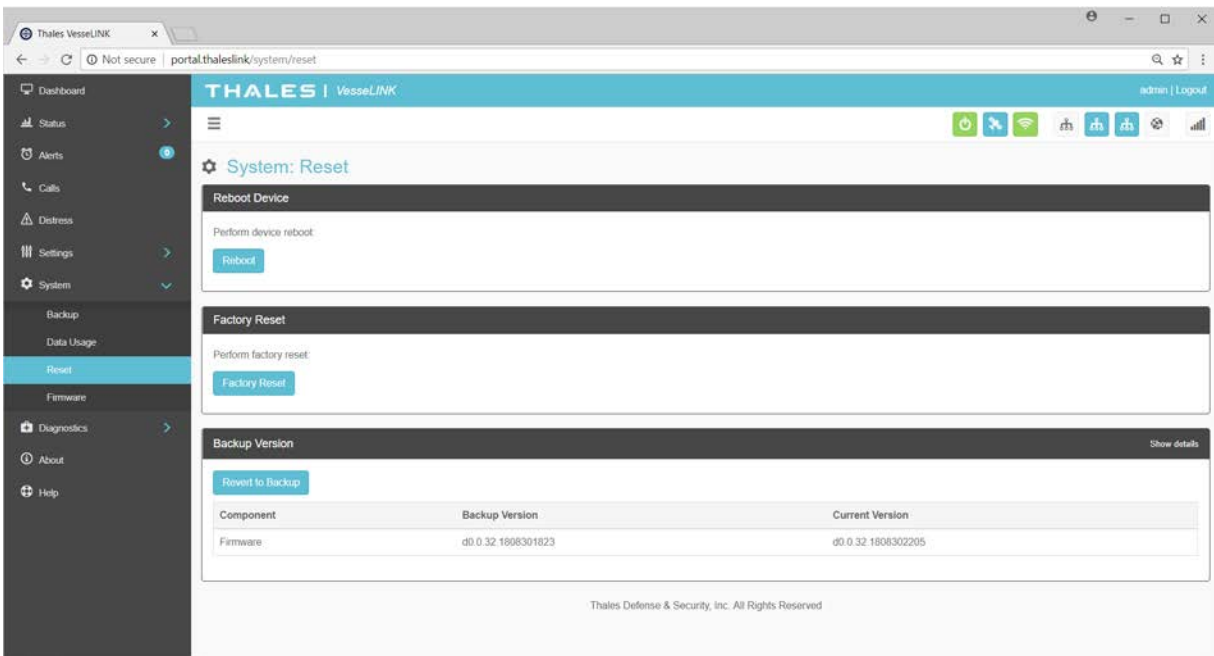 Thales VesseLINK
Not secure | portal.thaleslink/system/reset
Dashboard
THALES | VesseLINK
admin | Logout
Status
Alerts 0
Calls
Distress
Settings
System
Backup
Data Usage
Reset
Firmware
Diagnostics
About
Help
System: Reset
Reboot Device
Perform device reboot:
Reboot
Factory Reset
Perform factory reset:
Factory Reset
Backup Version Show details
Revert to Backup
Component Backup Version Current Version
Firmware d0.0.32.1808301823 d0.0.32.1808302205
Thales Defense & Security, Inc. All Rights Reserved